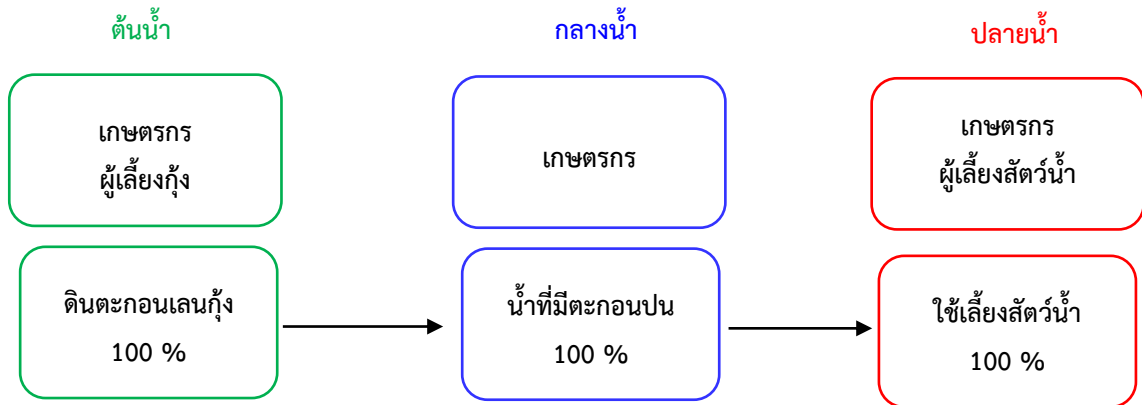 ต้นน้ำ
กลางน้ำ
ปลายน้ำ
เกษตรกร
ผู้เลี้ยงกุ้ง
เกษตรกร
เกษตรกร
ผู้เลี้ยงสัตว์น้ำ
ดินตะกอนเลนกุ้ง
100 %
น้ำที่มีตะกอนปน
100 %
ใช้เลี้ยงสัตว์น้ำ
100 %